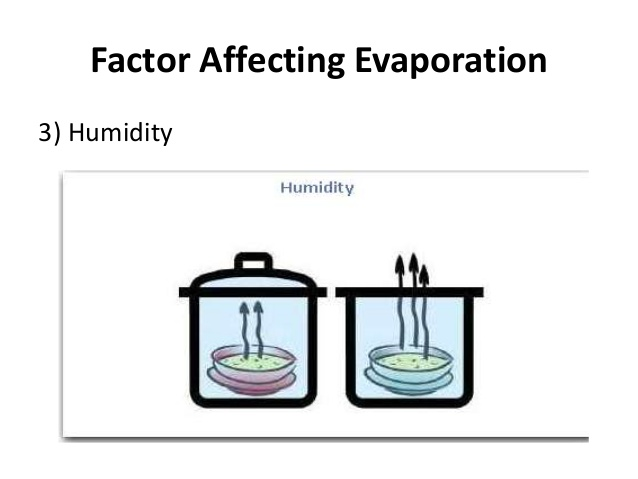 Factor Affecting Evaporation
3) Humidity
Humidity